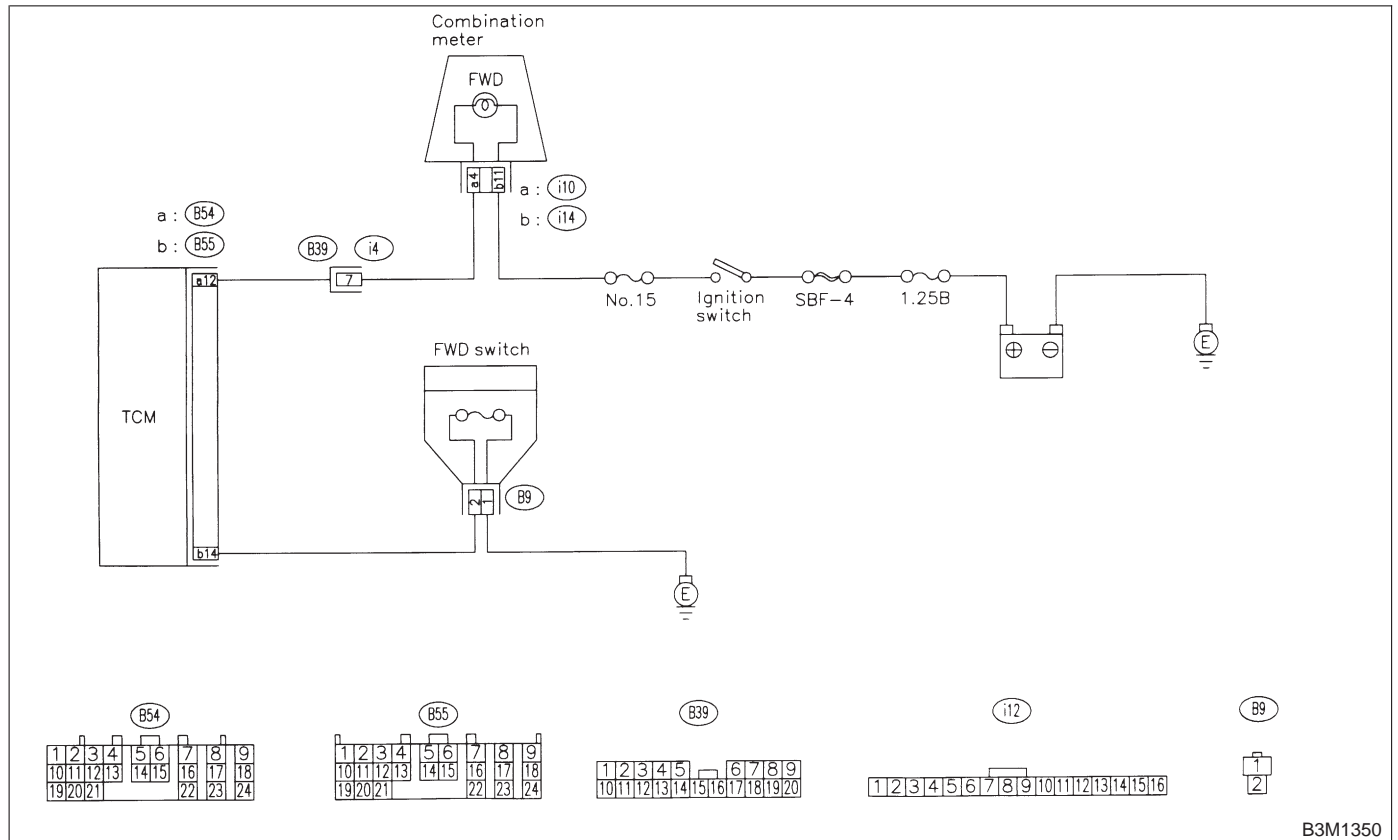 Combination
meter
FWD
a4 b11
a : i10
b : i14
a : B54
b : B55
B39 i4
a12
7
No.15
Ignition
switch
SBF-4
1.25B
⊕ ⊖
E
FWD switch
TCM
2 1
B9
b14
E
B54
1 2 3 4 5 6 7 8 9
10 11 12 13 14 15 16 17 18
19 20 21 22 23 24
B55
1 2 3 4 5 6 7 8 9
10 11 12 13 14 15 16 17 18
19 20 21 22 23 24
B39
1 2 3 4 5 6 7 8 9
10 11 12 13 14 15 16 17 18 19 20
i12
1 2 3 4 5 6 7 8 9 10 11 12 13 14 15 16
B9
1
2
B3M1350